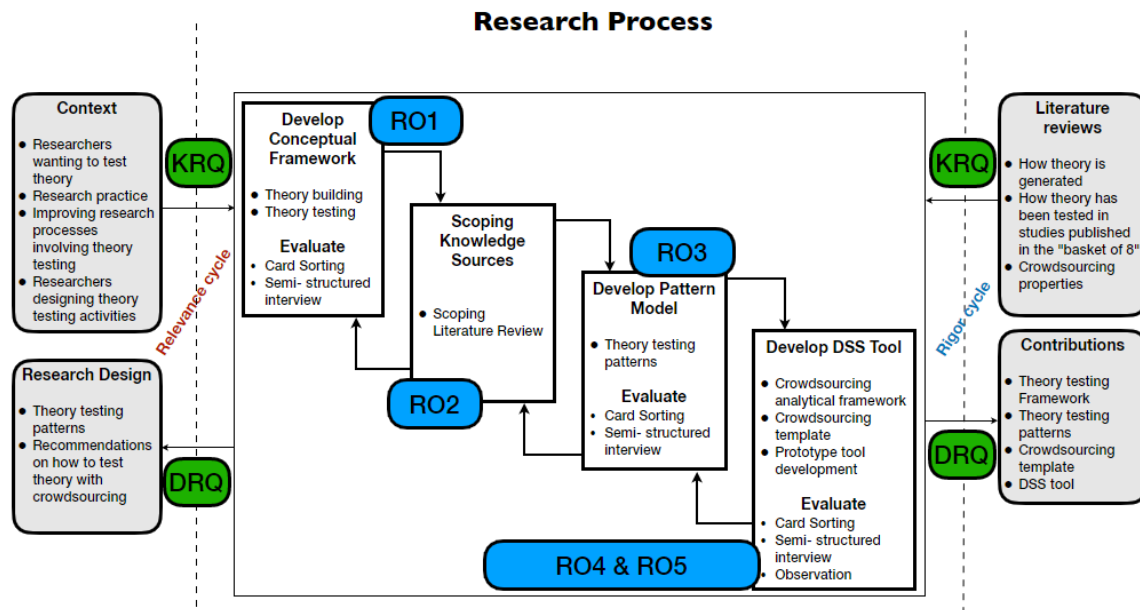 Research Process
Context
● Researchers
wanting to test
theory
● Research practice
● Improving research
processes
involving theory
testing
● Researchers
designing theory
testing activities
KRQ
Relevance cycle
Research Design
● Theory testing
patterns
● Recommendations
on how to test
theory with
crowdsourcing
DRQ
Develop
Conceptual
Framework
● Theory building
● Theory testing
Evaluate
• Card Sorting
• Semi- structured
interview
RO1
Scoping
Knowledge
Sources
● Scoping
Literature Review
RO2
RO3
Develop Pattern
Model
● Theory testing
patterns
Evaluate
• Card Sorting
• Semi- structured
interview
Develop DSS Tool
● Crowdsourcing
analytical framework
● Crowdsourcing
template
● Prototype tool
development
Evaluate
• Card Sorting
• Semi- structured
interview
• Observation
RO4 & RO5
KRQ
Rigor cycle
DRQ
Literature
reviews
● How theory is
generated
● How theory has
been tested in
studies published
in the "basket of 8"
● Crowdsourcing
properties
Contributions
● Theory testing
Framework
● Theory testing
patterns
● Crowdsourcing
template
● DSS tool